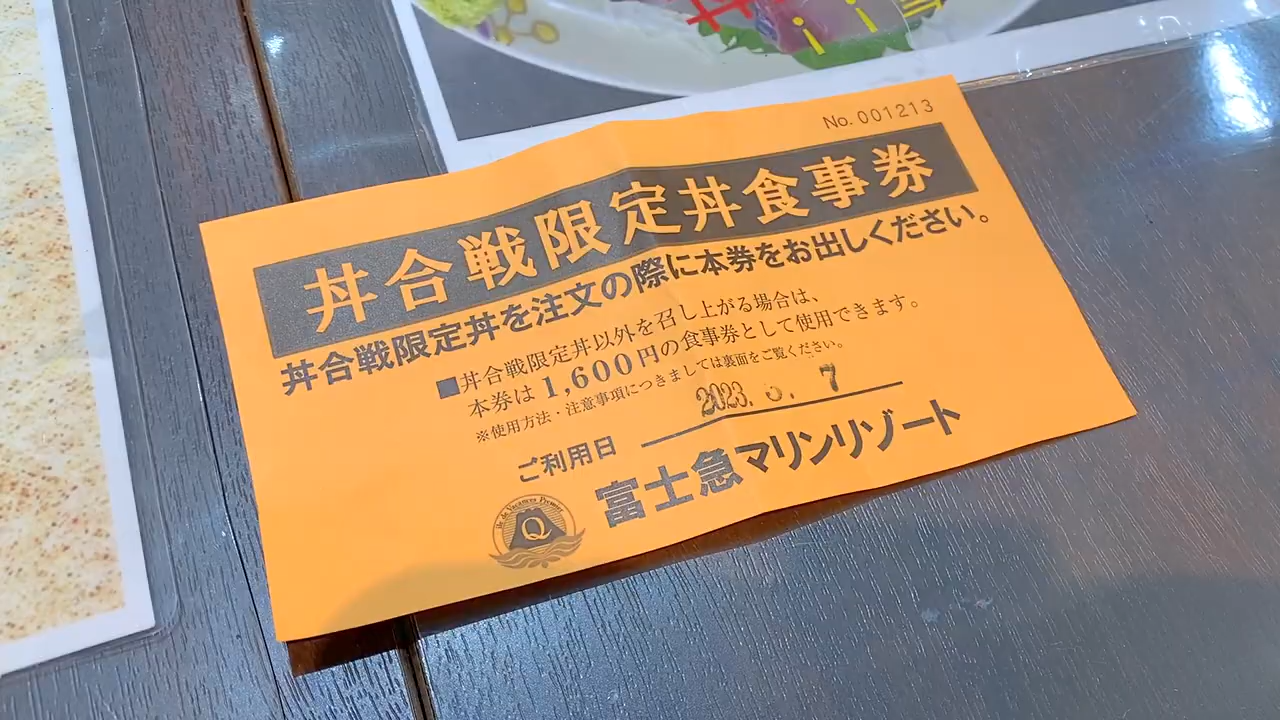 No. 001213
丼合戦限定丼食事券
丼合戦限定丼を注文の際に本券をお出しください。
■丼合戦限定丼以外を召し上がる場合は、
本券は1,600円の食事券として使用できます。
※使用方法・注意事項につきましては裏面をご覧ください。
ご利用日 2023. 7
Ile de Vacances Premier
Q
富士急マリンリゾート